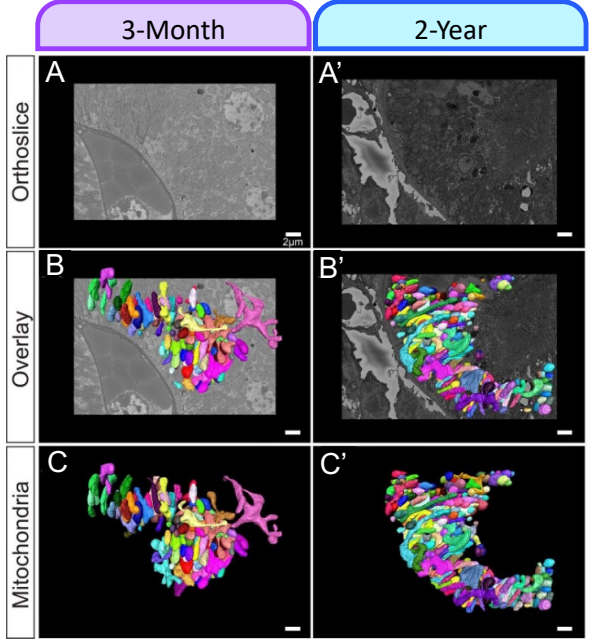 3-Month
2-Year
Orthoslice
A
A'
2µm
Overlay
B
B'
Mitochondria
C
C'